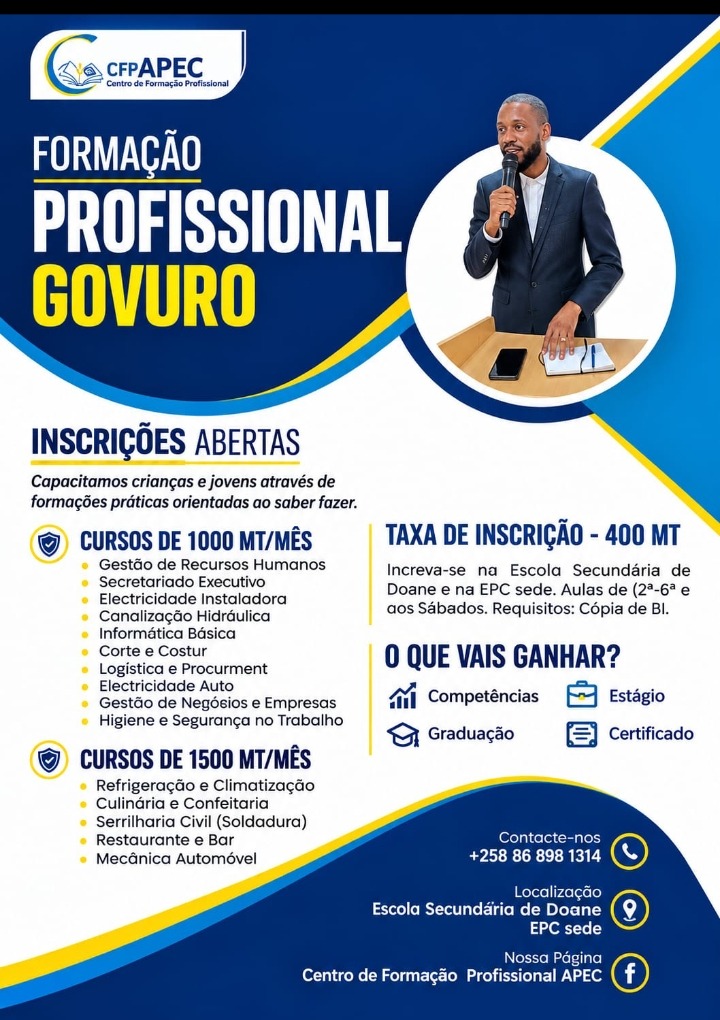 CFPAPEC
Centro de Formação Profissional
FORMAÇÃO
PROFISSIONAL
GOVURO
INSCRIÇÕES ABERTAS
Capacitamos crianças e jovens através de
formações práticas orientadas ao saber fazer.
CURSOS DE 1000 MT/MÊS
Gestão de Recursos Humanos
Secretariado Executivo
Electricidade Instaladora
Canalização Hidráulica
Informática Básica
Corte e Costur
Logística e Procurment
Electricidade Auto
Gestão de Negósios e Empresas
Higiene e Segurança no Trabalho
CURSOS DE 1500 MT/MÊS
Refrigeração e Climatização
Culinária e Confeitaria
Serrilharia Civil (Soldadura)
Restaurante e Bar
Mecânica Automóvel
TAXA DE INSCRIÇÃO - 400 MT
Increva-se na Escola Secundária de
Doane e na EPC sede. Aulas de (2ª-6ª e
aos Sábados. Requisitos: Cópia de BI.
O QUE VAIS GANHAR?
Competências
Estágio
Graduação
Certificado
Contacte-nos
+258 86 898 1314
Localização
Escola Secundária de Doane
EPC sede
Nossa Página
Centro de Formação Profissional APEC